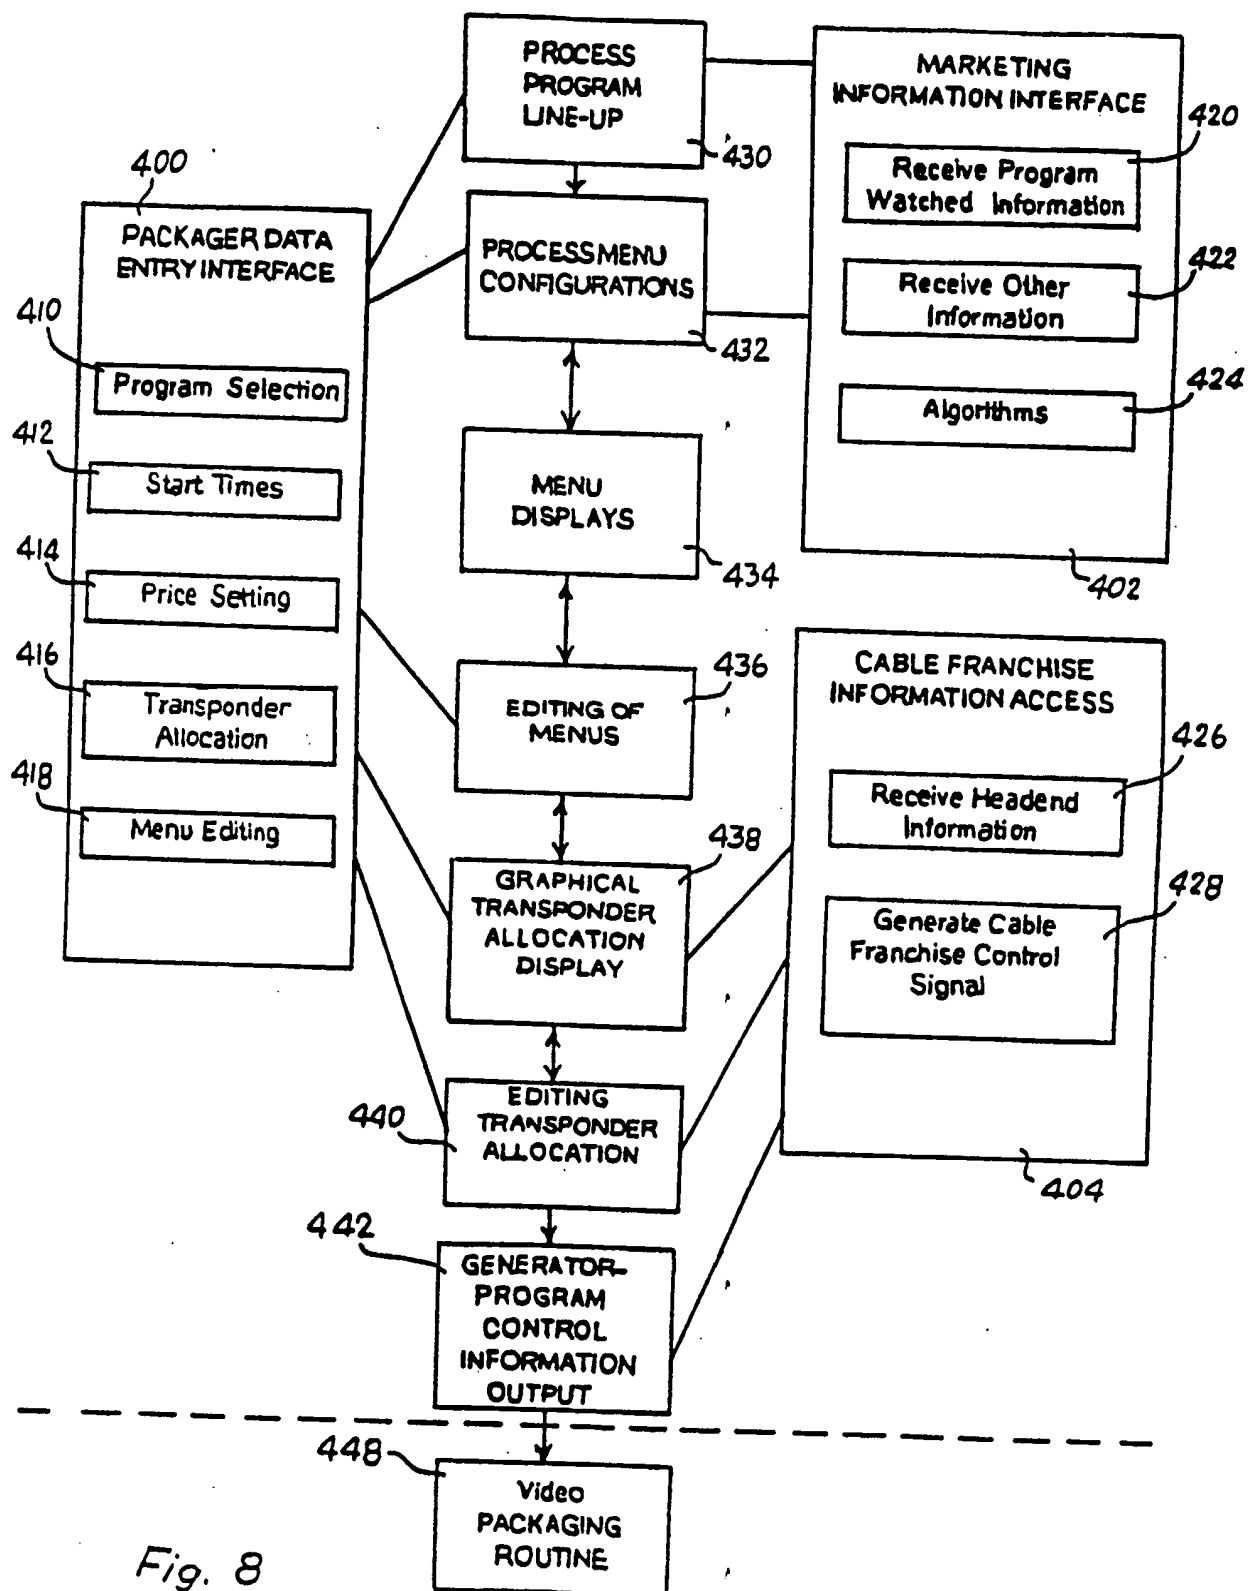 PROCESS
PROGRAM
LINE-UP
430
MARKETING
INFORMATION INTERFACE
420
Receive Program
Watched Information
422
Receive Other
Information
424
Algorithms
402
400
PACKAGER DATA
ENTRY INTERFACE
410
Program Selection
412
Start Times
414
Price Setting
416
Transponder
Allocation
418
Menu Editing
PROCESS MENU
CONFIGURATIONS
432
MENU
DISPLAYS
434
EDITING OF
MENUS
436
GRAPHICAL
TRANSPONDER
ALLOCATION
DISPLAY
438
EDITING
TRANSPONDER
ALLOCATION
440
CABLE FRANCHISE
INFORMATION ACCESS
426
Receive Headend
Information
428
Generate Cable
Franchise Control
Signal
404
442
GENERATOR-
PROGRAM
CONTROL
INFORMATION
OUTPUT
448
Video
PACKAGING
ROUTINE
Fig. 8